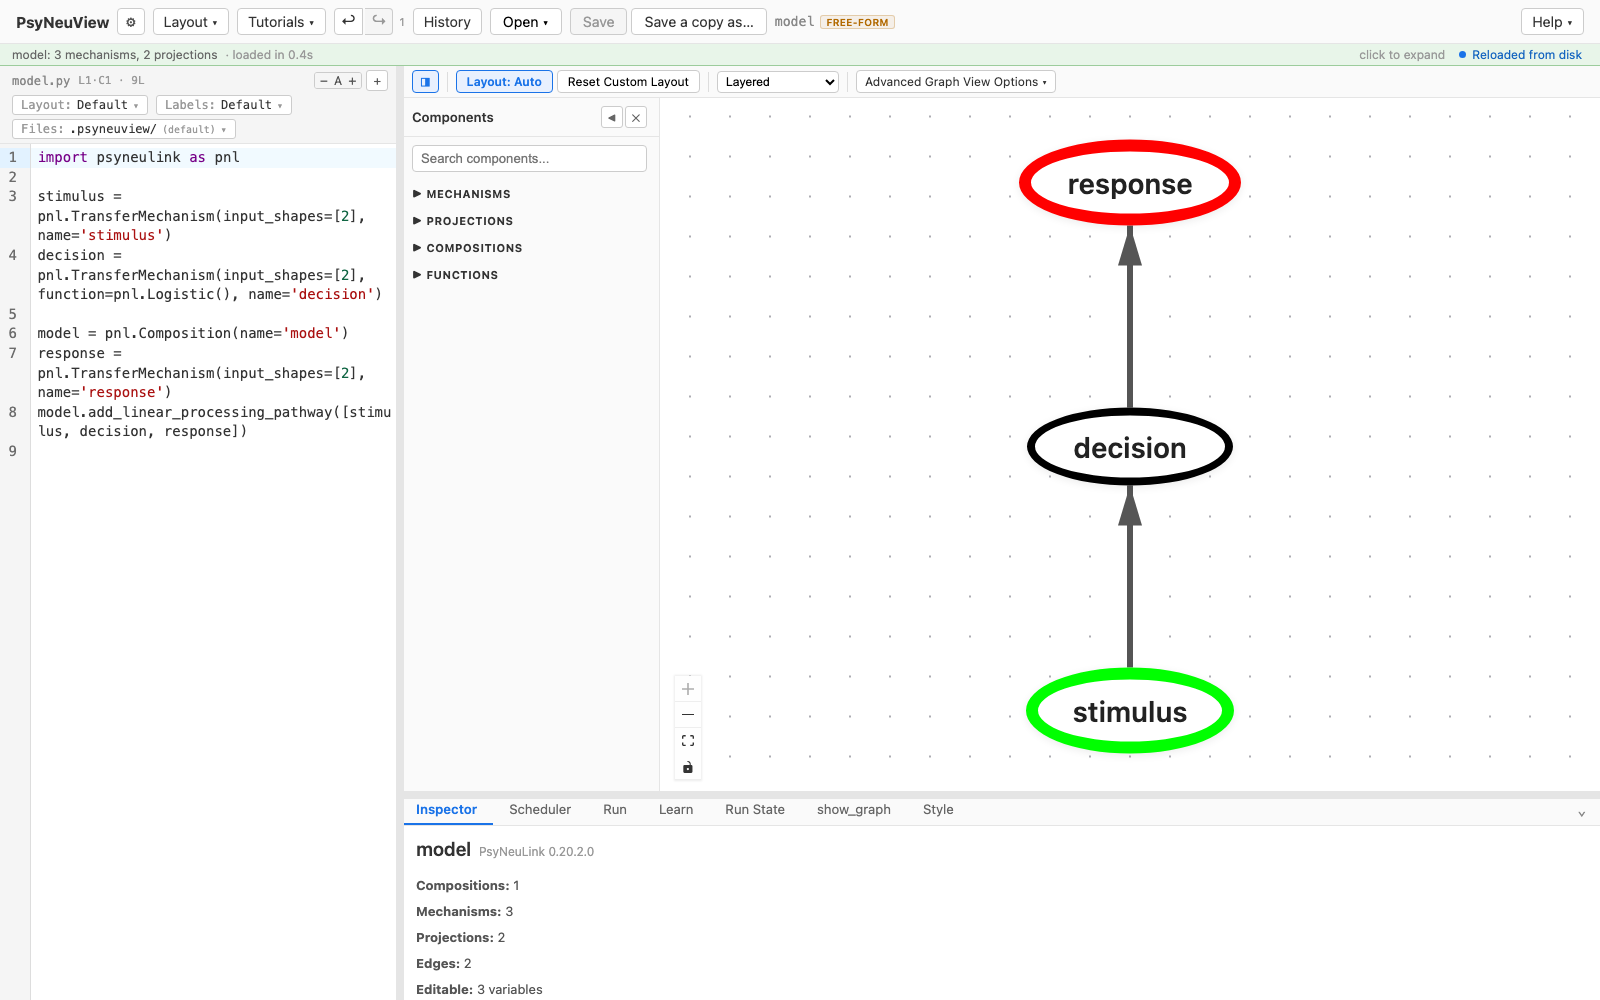 PsyNeuView ⚙ Layout ▾ Tutorials ▾ ↩ ↪ 1 History Open ▾ Save Save a copy as... model FREE-FORM Help ▾
model: 3 mechanisms, 2 projections · loaded in 0.4s click to expand ● Reloaded from disk
model.py L1·C1 · 9L − A + +
Layout: Default ▾ Labels: Default ▾
Files: .psyneuview/ (default) ▾
1 import psyneulink as pnl
2
3 stimulus =
pnl.TransferMechanism(input_shapes=[2],
name='stimulus')
4 decision =
pnl.TransferMechanism(input_shapes=[2],
function=pnl.Logistic(), name='decision')
5
6 model = pnl.Composition(name='model')
7 response =
pnl.TransferMechanism(input_shapes=[2],
name='response')
8 model.add_linear_processing_pathway([stimu
lus, decision, response])
9
Layout: Auto Reset Custom Layout Layered Advanced Graph View Options ▾
Components
Search components...
▶ MECHANISMS
▶ PROJECTIONS
▶ COMPOSITIONS
▶ FUNCTIONS
response
decision
stimulus
Inspector Scheduler Run Learn Run State show_graph Style
model PsyNeuLink 0.20.2.0
Compositions: 1
Mechanisms: 3
Projections: 2
Edges: 2
Editable: 3 variables